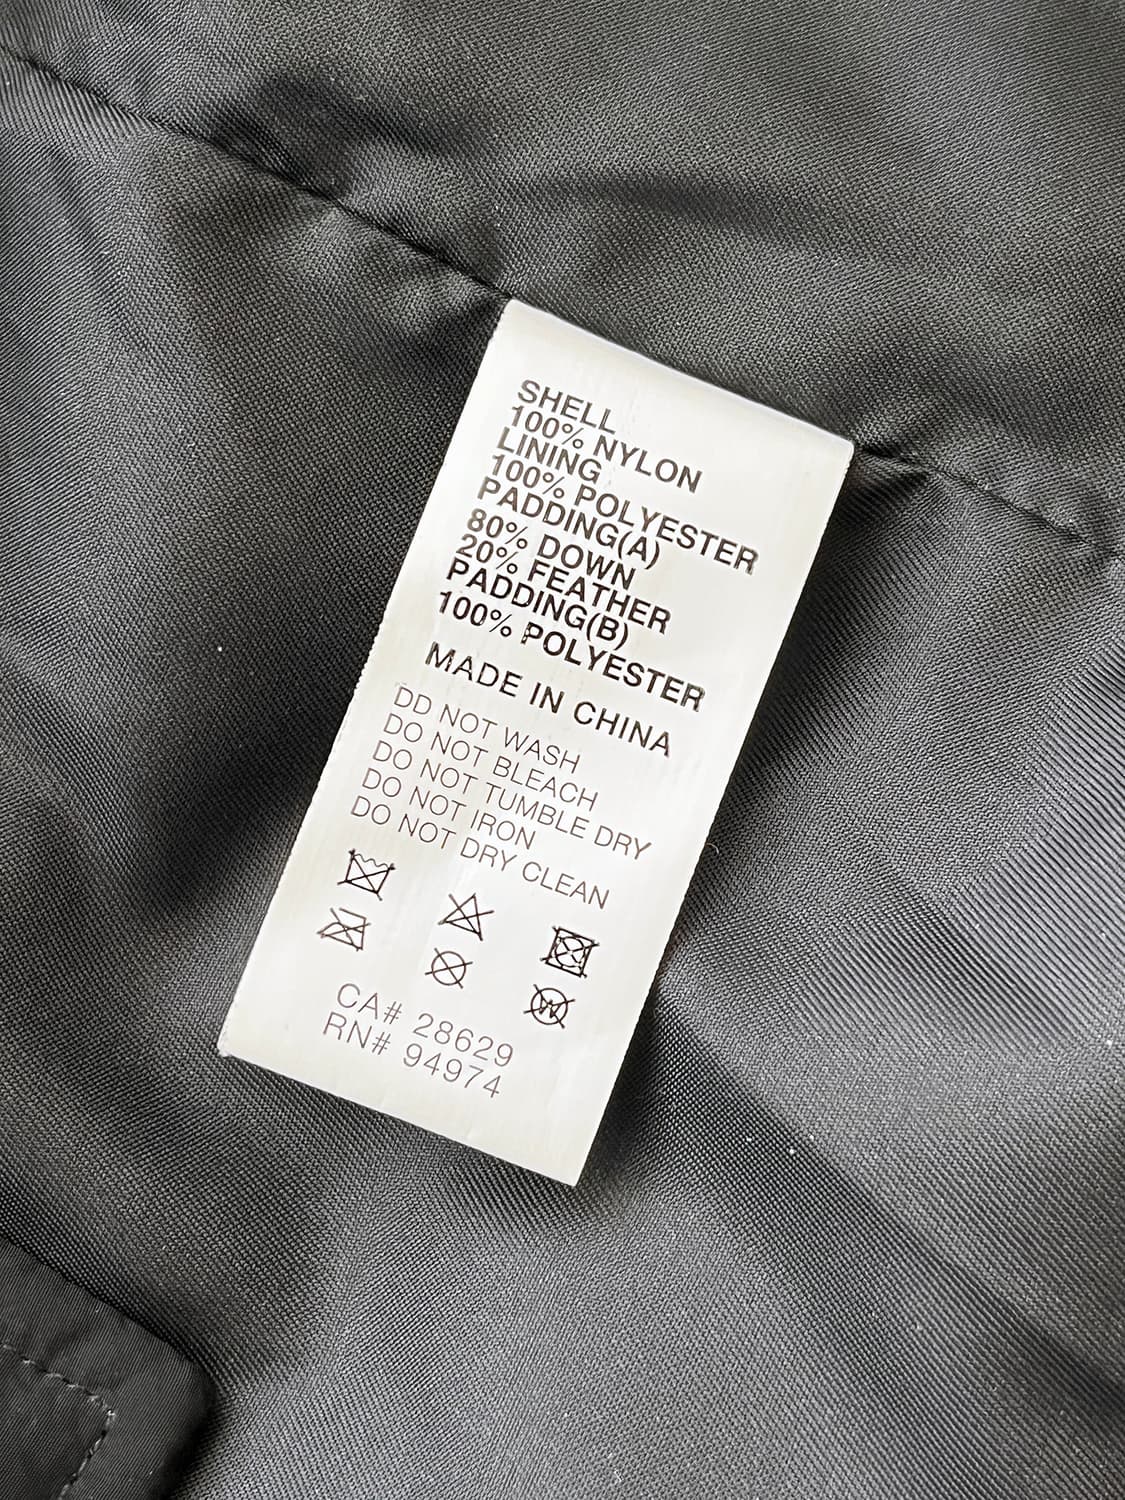 SHELL
100% NYLON
LINING
100% POLYESTER
PADDING(A)
80% DOWN
20% FEATHER
PADDING(B)
100% POLYESTER
MADE IN CHINA
DO NOT WASH
DO NOT BLEACH
DO NOT TUMBLE DRY
DO NOT IRON
DO NOT DRY CLEAN
W
CA# 28629
RN# 94974